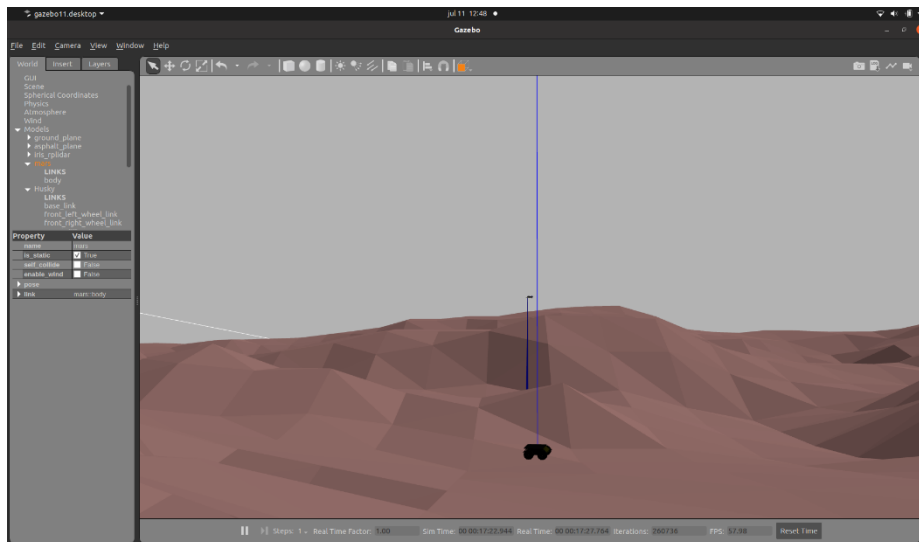 gazebo11.desktop
jul 11 12:48
Gazebo
File Edit Camera View Window Help
World Insert Layers
GUI
Scene
Spherical Coordinates
Physics
Atmosphere
Wind
Models
ground_plane
asphalt_plane
iris_rplidar
mars
LINKS
body
Husky
LINKS
base_link
front_left_wheel_link
front_right_wheel_link
Property Value
name mars
is_static True
self_collide False
enable_wind False
pose
link mars::body
Steps: 1 Real Time Factor: 1.00 Sim Time: 00 00:17:22.944 Real Time: 00 00:17:27.764 Iterations: 260736 FPS: 57.98 Reset Time